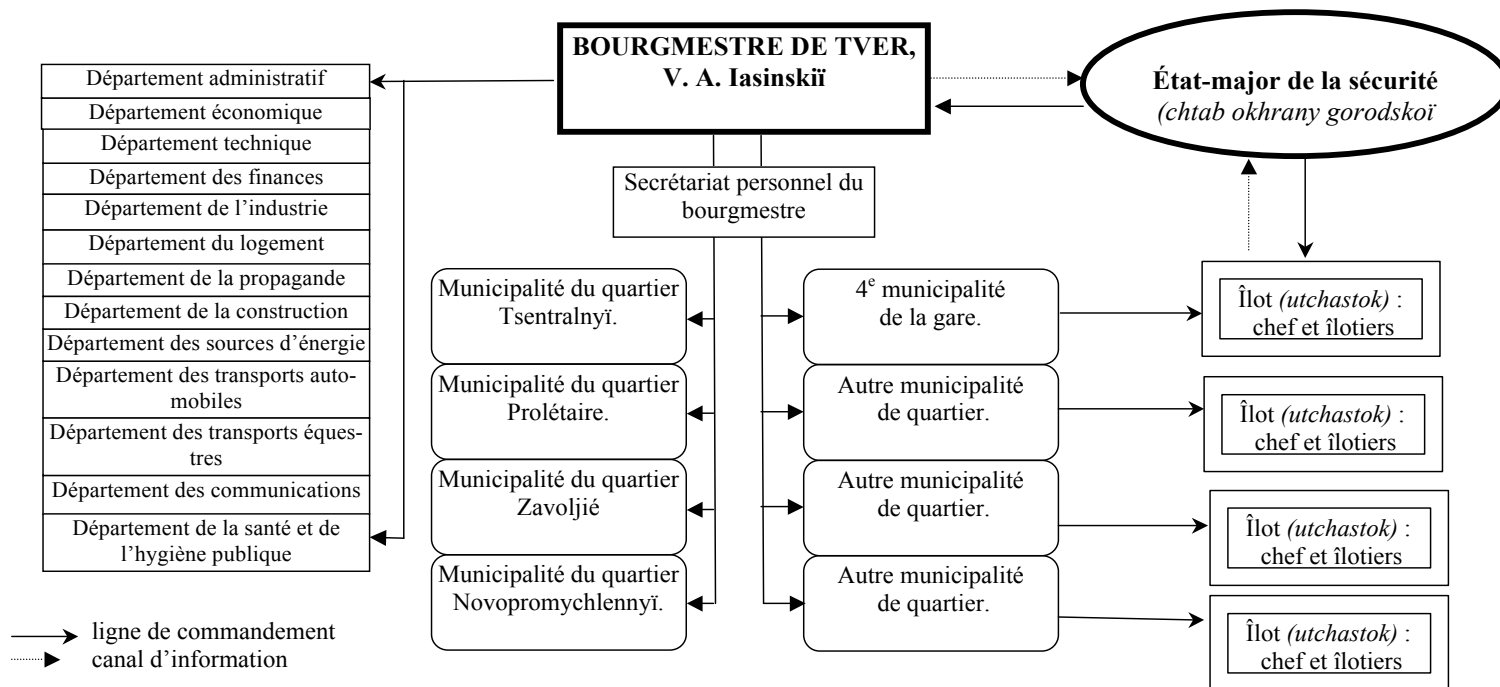 BOURGMESTRE DE TVER,
V. A. Iasinskiï
État-major de la sécurité
(chtab okhrany gorodskoï
Département administratif
Département économique
Département technique
Département des finances
Département de l’industrie
Département du logement
Département de la propagande
Département de la construction
Département des sources d’énergie
Département des transports auto-
mobiles
Département des transports éques-
tres
Département des communications
Département de la santé et de
l’hygiène publique
Secrétariat personnel du
bourgmestre
Municipalité du quartier
Tsentralnyï.
Municipalité du quartier
Prolétaire.
Municipalité du quartier
Zavoljié
Municipalité du quartier
Novopromychlennyï.
4e municipalité
de la gare.
Autre municipalité
de quartier.
Autre municipalité
de quartier.
Autre municipalité
de quartier.
Îlot (utchastok) :
chef et îlotiers
Îlot (utchastok) :
chef et îlotiers
Îlot (utchastok) :
chef et îlotiers
Îlot (utchastok) :
chef et îlotiers
ligne de commandement
canal d’information